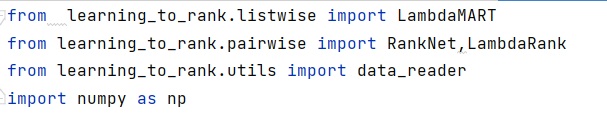 from  learning_to_rank.listwise import LambdaMART
from learning_to_rank.pairwise import RankNet,LambdaRank
from learning_to_rank.utils import data_reader
import numpy as np